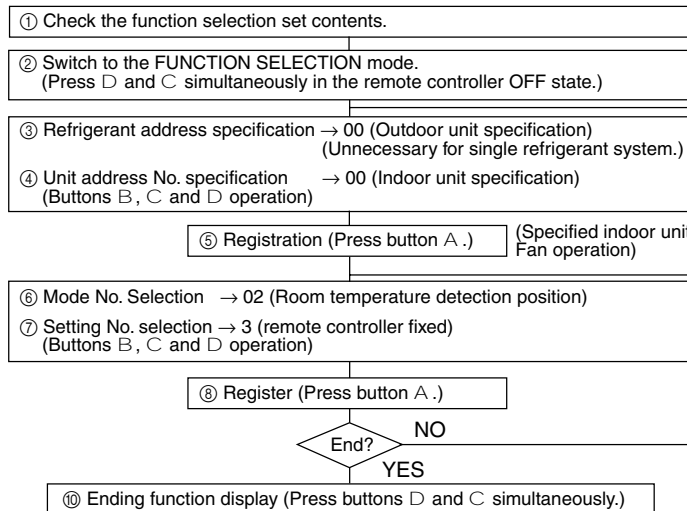 ① Check the function selection set contents.
② Switch to the FUNCTION SELECTION mode.
(Press D and C simultaneously in the remote controller OFF state.)
③ Refrigerant address specification → 00 (Outdoor unit specification)
(Unnecessary for single refrigerant system.)
④ Unit address No. specification → 00 (Indoor unit specification)
(Buttons B, C and D operation)
⑤ Registration (Press button A.)
(Specified indoor unit
Fan operation)
⑥ Mode No. Selection → 02 (Room temperature detection position)
⑦ Setting No. selection → 3 (remote controller fixed)
(Buttons B, C and D operation)
⑧ Register (Press button A.)
End?
NO
YES
⑩ Ending function display (Press buttons D and C simultaneously.)